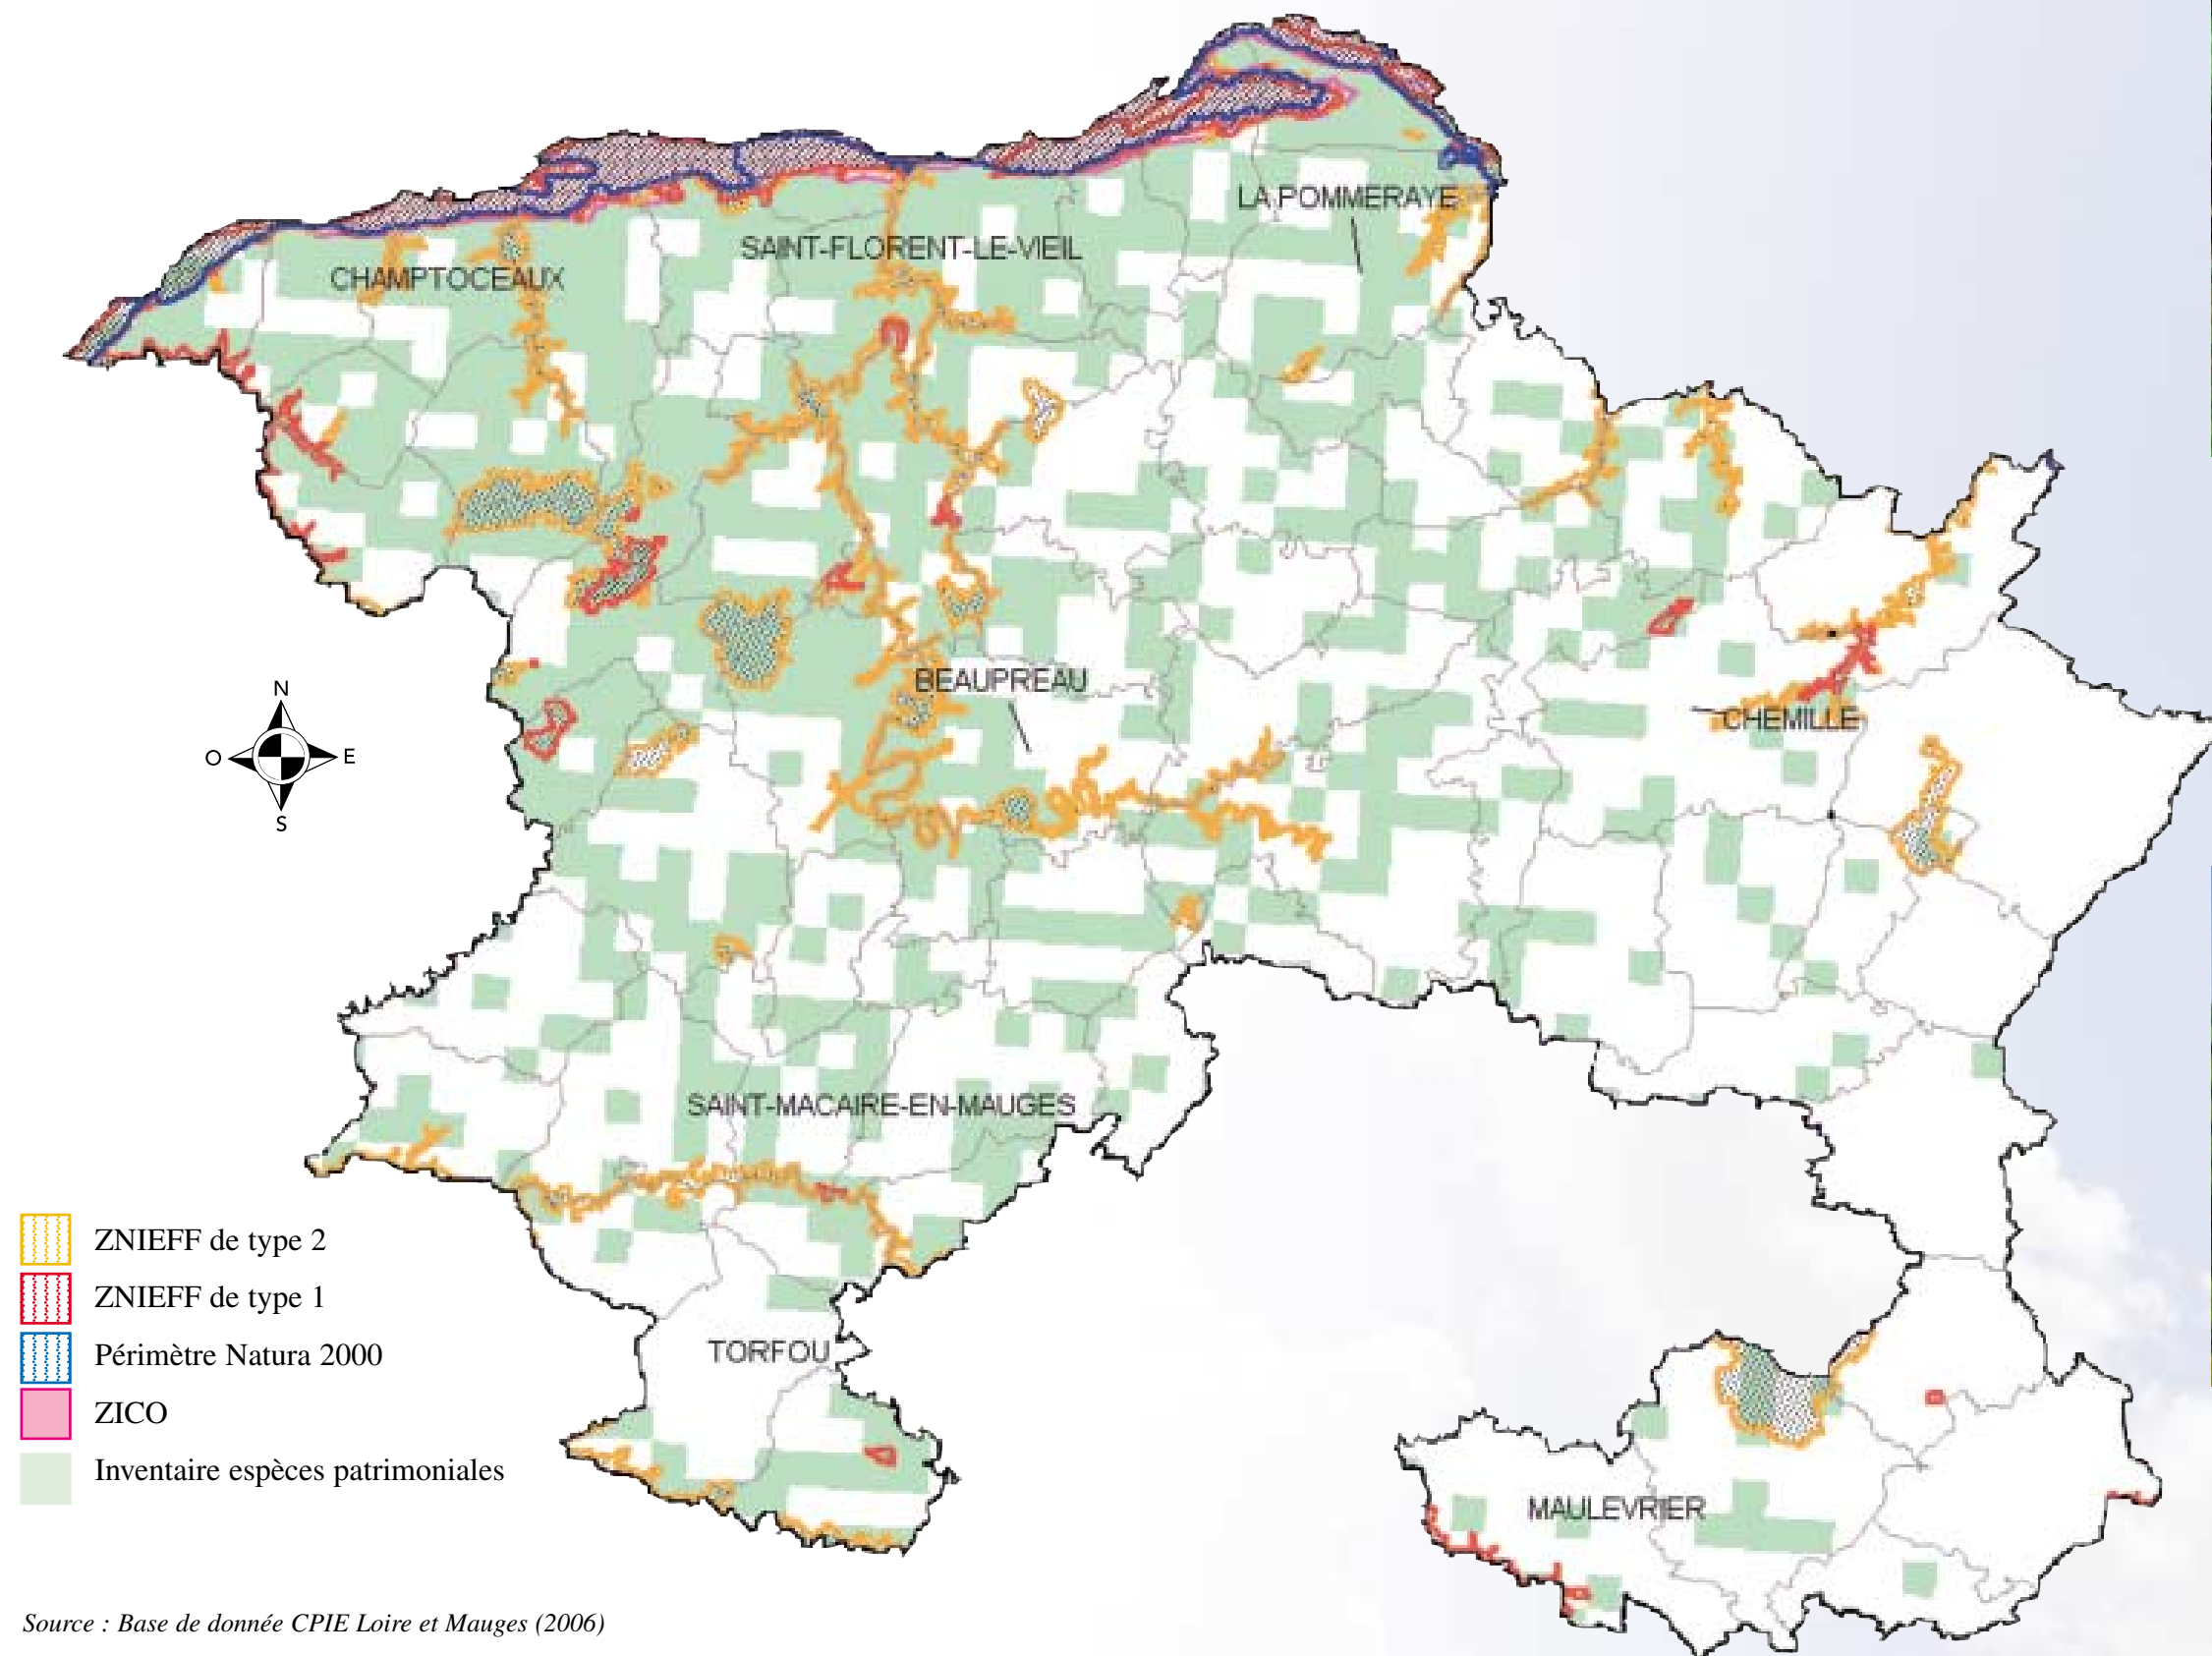 LA POMMERAYE
SAINT-FLORENT-LE-VIEIL
CHAMPTOCEAUX
BEAUPREAU
N
O E
S
CHEMILLE
SAINT-MACAIRE-EN-MAUGES
ZNIEFF de type 2
ZNIEFF de type 1
Périmètre Natura 2000
TORFOU
ZICO
Inventaire espèces patrimoniales
MAULEVRIER
Source : Base de donnée CPIE Loire et Mauges (2006)